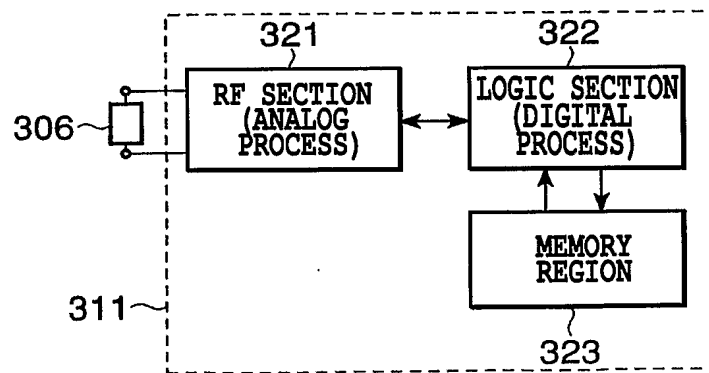 321
322
RF SECTION
(ANALOG
PROCESS)
LOGIC SECTION
(DIGITAL
PROCESS)
306
MEMORY
REGION
311
323